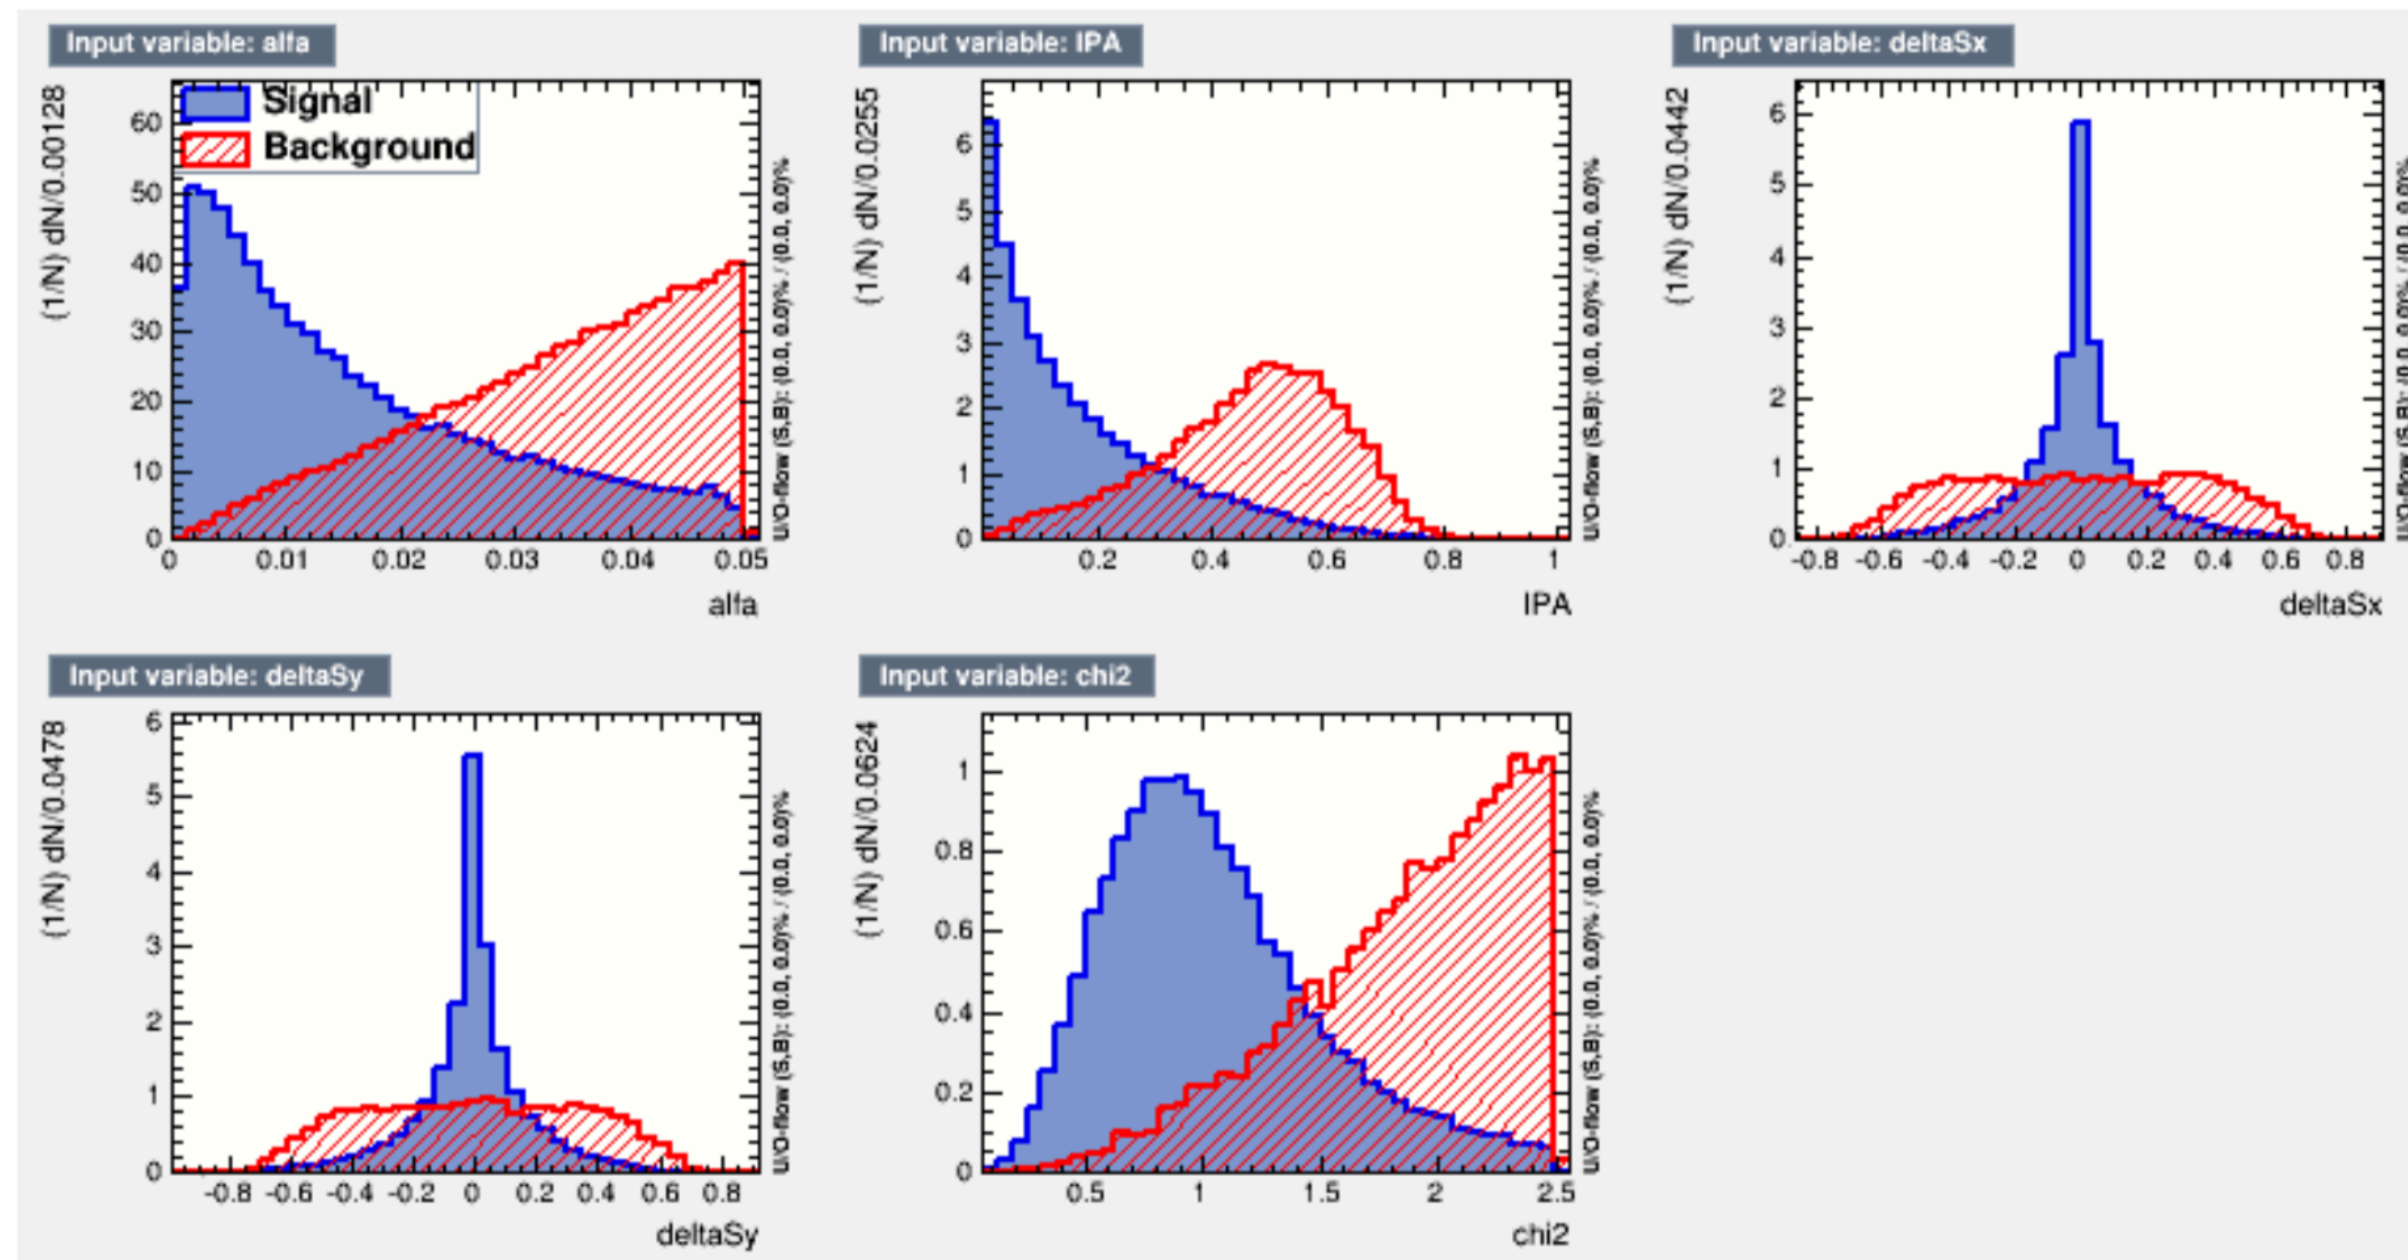 Input variable: alfa
(1/N) dN/0.00128
60
50
40
30
20
10
0
Signal
Background
0 0.01 0.02 0.03 0.04 0.05
alfa
U/O-flow (S,B): (0.0, 0.0)% / (0.0, 0.0)%
Input variable: IPA
(1/N) dN/0.0255
6
5
4
3
2
1
0
0.2 0.4 0.6 0.8 1
IPA
U/O-flow (S,B): (0.0, 0.0)% / (0.0, 0.0)%
Input variable: deltaSx
(1/N) dN/0.0442
6
5
4
3
2
1
0
-0.8 -0.6 -0.4 -0.2 0 0.2 0.4 0.6 0.8
deltaSx
U/O-flow (S,B): (0.0, 0.0)% / (0.0, 0.0)%
Input variable: deltaSy
(1/N) dN/0.0478
6
5
4
3
2
1
0
-0.8 -0.6 -0.4 -0.2 0 0.2 0.4 0.6 0.8
deltaSy
U/O-flow (S,B): (0.0, 0.0)% / (0.0, 0.0)%
Input variable: chi2
(1/N) dN/0.0624
1
0.8
0.6
0.4
0.2
0
0.5 1 1.5 2 2.5
chi2
U/O-flow (S,B): (0.0, 0.0)% / (0.0, 0.0)%